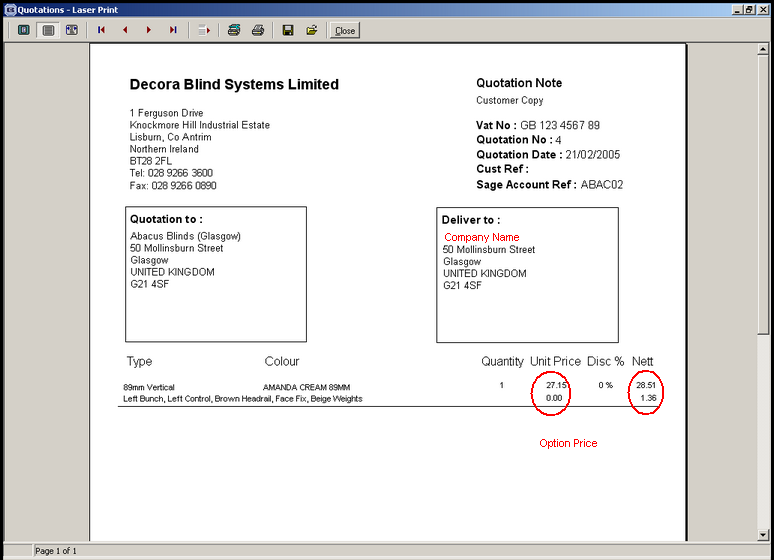 Quotations - Laser Print
Close
Decora Blind Systems Limited
1 Ferguson Drive
Knockmore Hill Industrial Estate
Lisburn, Co Antrim
Northern Ireland
BT28 2FL
Tel: 028 9266 3600
Fax: 028 9266 0890
Quotation Note
Customer Copy
Vat No : GB 123 4567 89
Quotation No : 4
Quotation Date : 21/02/2005
Cust Ref :
Sage Account Ref : ABAC02
Quotation to :
Abacus Blinds (Glasgow)
50 Mollinsburn Street
Glasgow
UNITED KINGDOM
G21 4SF
Deliver to :
Company Name
50 Mollinsburn Street
Glasgow
UNITED KINGDOM
G21 4SF
Type Colour Quantity Unit Price Disc % Nett
89mm Vertical AMANDA CREAM 89MM 1 27.15 0 % 28.51
Left Bunch, Left Control, Brown Headrail, Face Fix, Beige Weights 0.00 1.36
Option Price
Page 1 of 1